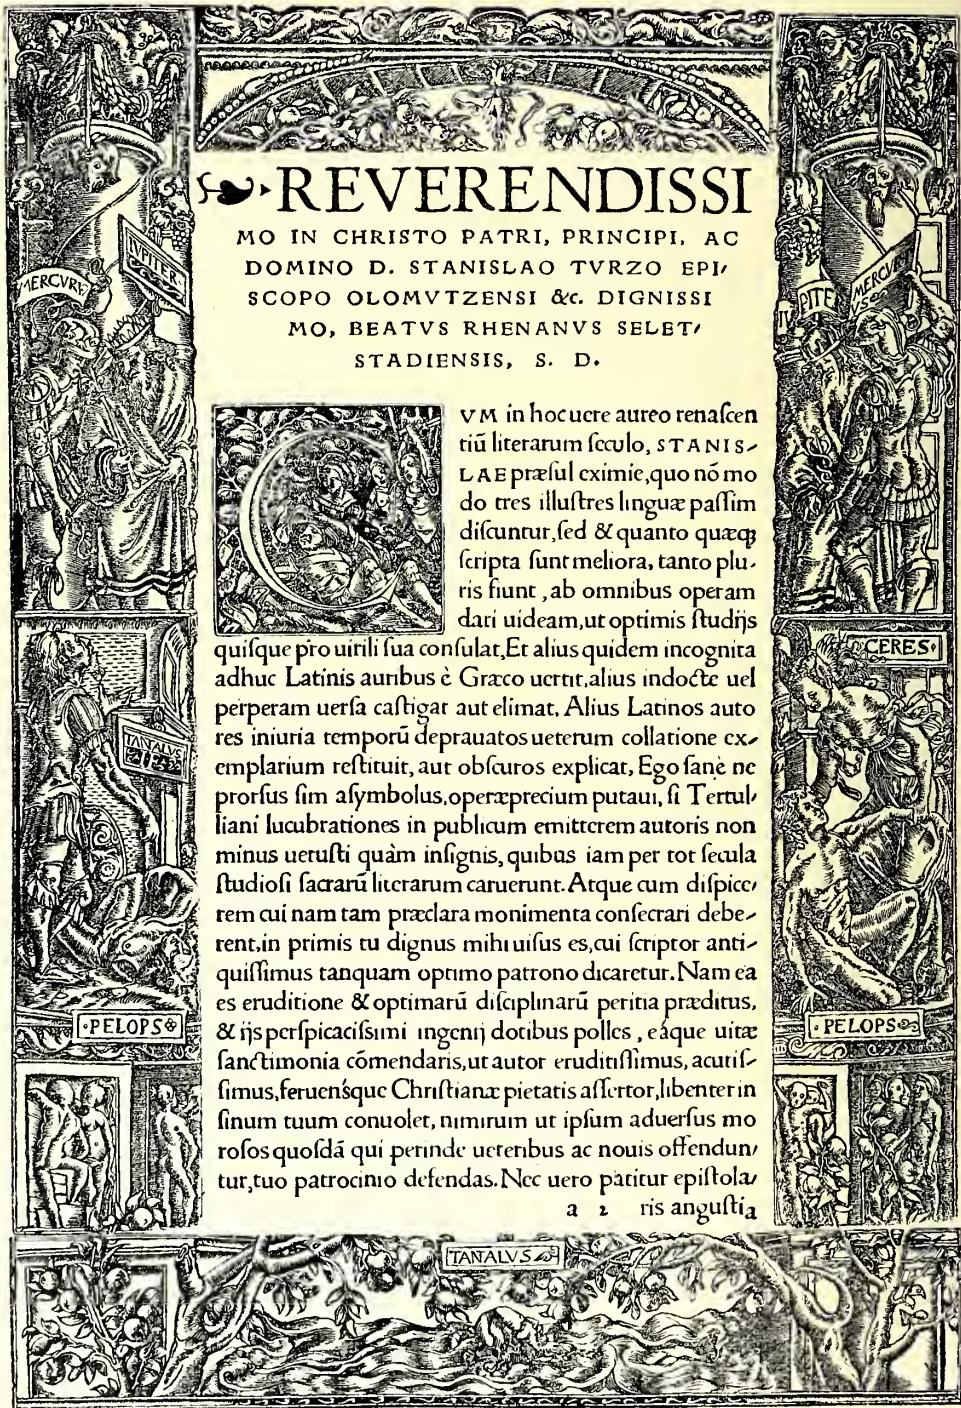 REVERENDISSI
MO IN CHRISTO PATRI, PRINCIPI, AC
DOMINO D. STANISLAO TVRZO EPI/
SCOPO OLOMVTZENSI &c. DIGNISSI
MO, BEATVS RHENANVS SELET/
STADIENSIS, S. D.
MERCVRY
IVPITER
PITER
MERCVRY
CVM in hoc uere aureo renaſcen
tiū literarum ſeculo, STANIS-
LAE præſul eximie, quo nō mo
do tres illuſtres linguæ paſſim
diſcuntur, ſed & quanto quæqꝫ
ſcripta ſunt meliora, tanto plu-
ris fiunt, ab omnibus operam
dari uideam, ut optimis ſtudijs
quiſque pro uirili ſua conſulat, Et alius quidem incognita
adhuc Latinis auribus è Græco uertit, alius indocte uel
perperam uerſa caſtigat aut elimat. Alius Latinos auto
res iniuria temporū deprauatos ueterum collatione ex-
emplarium reſtituit, aut obſcuros explicat, Ego ſanè ne
prorſus ſim aſymbolus, operæprecium putaui, ſi Tertul/
liani lucubrationes in publicum emitterem autoris non
minus uetuſti quàm inſignis, quibus iam per tot ſecula
ſtudioſi ſacrarū literarum caruerunt. Atque cum diſpice/
rem cui nam tam præclara monimenta conſecrari debe-
rent, in primis tu dignus mihi uiſus es, cui ſcriptor anti-
quiſſimus tanquam optimo patrono dicaretur. Nam ea
es eruditione & optimarū diſciplinarū peritia præditus,
& ijs perſpicaciſsimi ingenij dotibus polles, eáque uitæ
ſanctimonia cōmendaris, ut autor eruditiſſimus, acutiſ-
ſimus, feruenśque Chriſtianæ pietatis aſſertor, libenter in
ſinum tuum conuolet, nimirum ut ipſum aduerſus mo
roſos quoſdā qui perinde ueteribus ac nouis offendun/
tur, tuo patrocinio defendas. Nec uero patitur epiſtola/
a 2 ris anguſtia
TANTALVS
CERES
PELOPS
PELOPS
TANTALVS